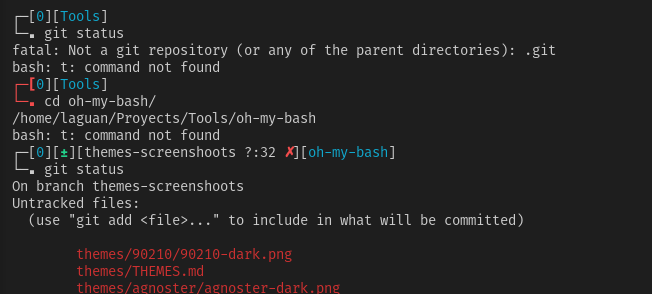 ┌─[0][Tools]
└─▪ git status
fatal: Not a git repository (or any of the parent directories): .git
bash: t: command not found
┌─[0][Tools]
└─▪ cd oh-my-bash/
/home/laguan/Proyects/Tools/oh-my-bash
bash: t: command not found
┌─[0][±][themes-screenshoots ?:32 ✗][oh-my-bash]
└─▪ git status
On branch themes-screenshoots
Untracked files:
  (use "git add <file>..." to include in what will be committed)
        themes/90210/90210-dark.png
        themes/THEMES.md
        themes/agnoster/agnoster-dark.png